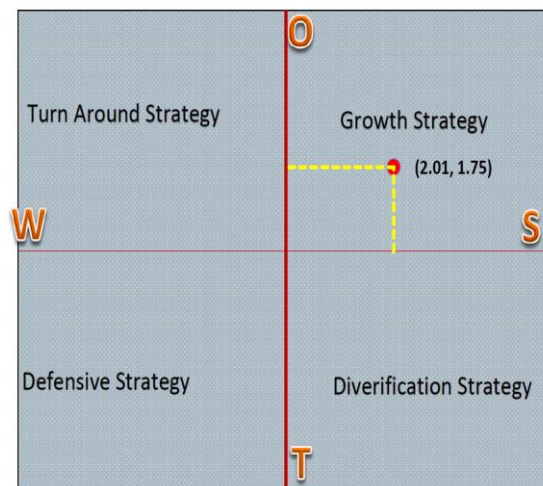 O
Turn Around Strategy
Growth Strategy
(2.01, 1.75)
W
S
Defensive Strategy
Diverification Strategy
T